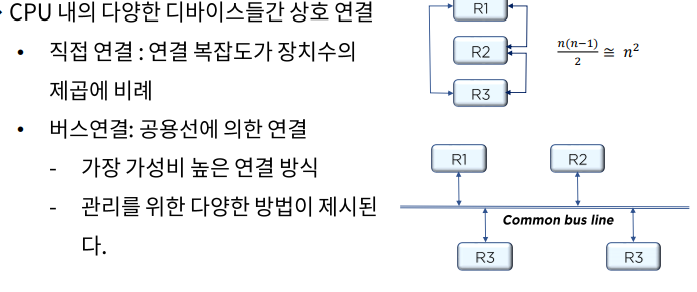 CPU 내의 다양한 디바이스들간 상호 연결
• 직접 연결 : 연결 복잡도가 장치수의
제곱에 비례
• 버스연결: 공용선에 의한 연결
- 가장 가성비 높은 연결 방식
- 관리를 위한 다양한 방법이 제시된
다.
R1
R2
R3
n(n−1)/2 ≅ n²
R1
R2
Common bus line
R3
R3